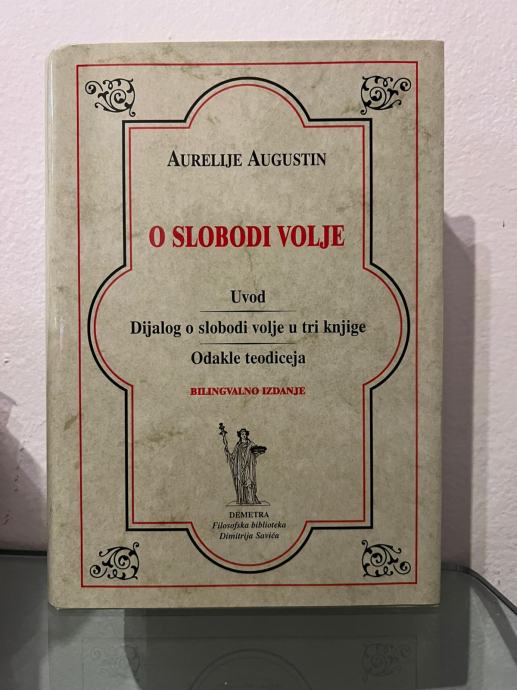 AURELIJE AUGUSTIN
O SLOBODI VOLJE
Uvod
Dijalog o slobodi volje u tri knjige
Odakle teodiceja
BILINGVALNO IZDANJE
DEMETRA
Filosofska biblioteka
Dimitrija Savića